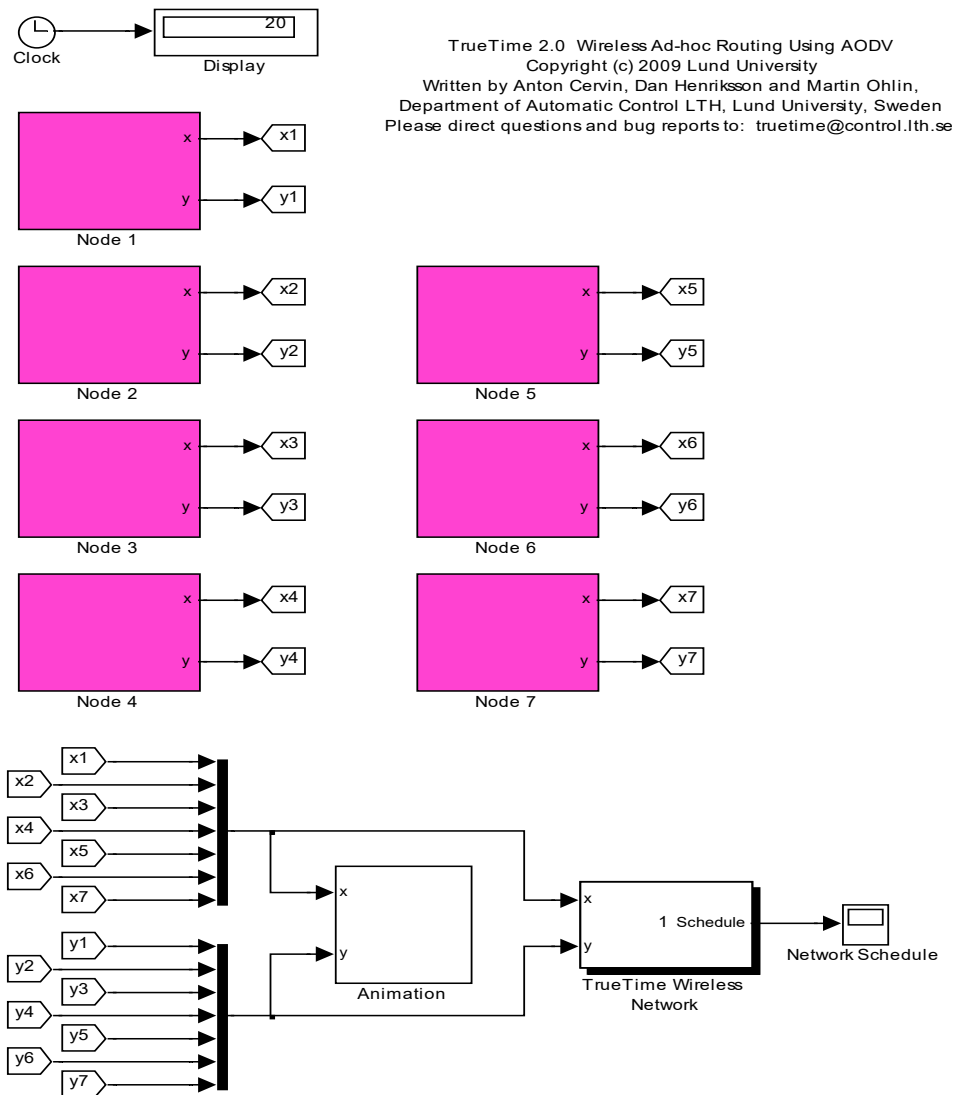 20
Clock
Display
TrueTime 2.0 Wireless Ad-hoc Routing Using AODV
Copyright (c) 2009 Lund University
Written by Anton Cervin, Dan Henriksson and Martin Ohlin,
Department of Automatic Control LTH, Lund University, Sweden
Please direct questions and bug reports to: truetime@control.lth.se
x x1
y y1
Node 1
x x2
y y2
Node 2
x x5
y y5
Node 5
x x3
y y3
Node 3
x x6
y y6
Node 6
x x4
y y4
Node 4
x x7
y y7
Node 7
x1
x2
x3
x4
x5
x6
x7
y1
y2
y3
y4
y5
y6
y7
x
y
Animation
x
y
1 Schedule
TrueTime Wireless
Network
Network Schedule